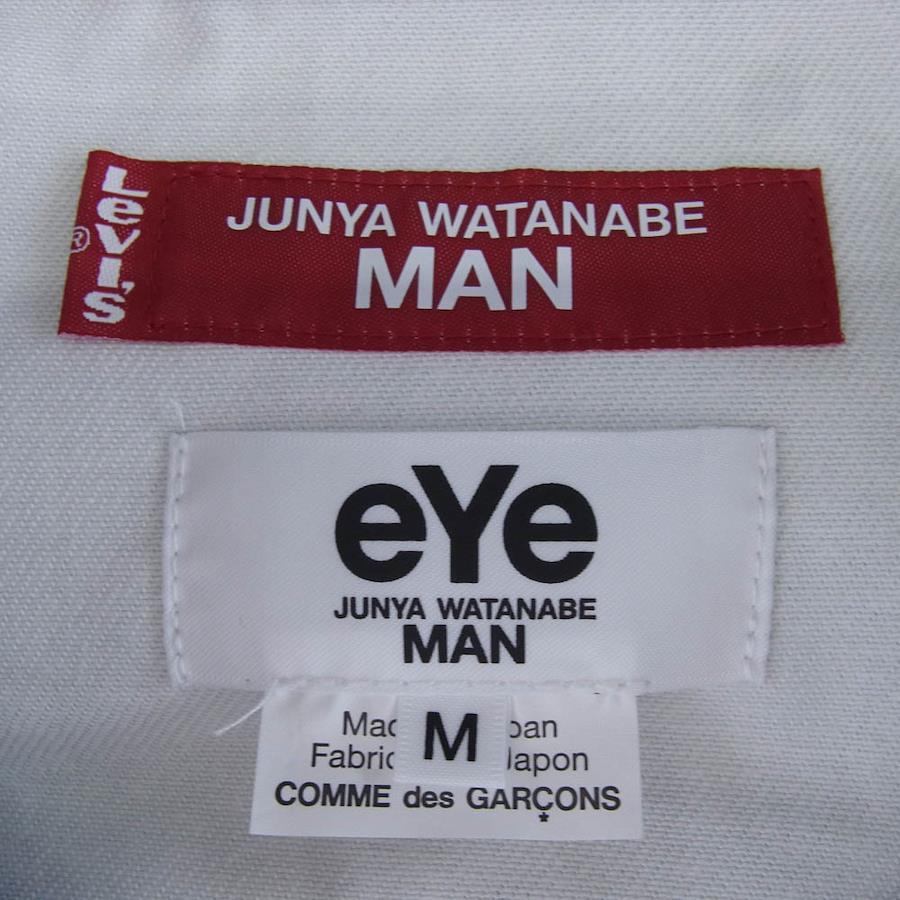 LEVI'S
®
JUNYA WATANABE
MAN
eYe
JUNYA WATANABE
MAN
M
COMME des GARÇONS
*